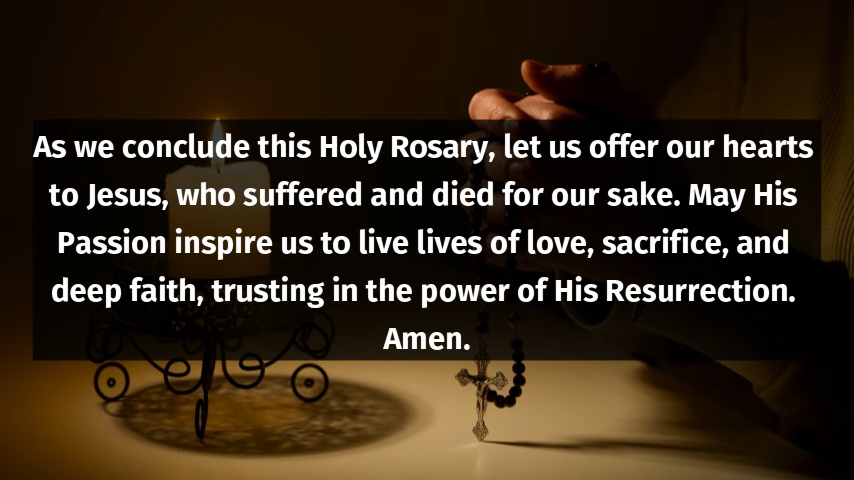 As we conclude this Holy Rosary, let us offer our hearts
to Jesus, who suffered and died for our sake. May His
Passion inspire us to live lives of love, sacrifice, and
deep faith, trusting in the power of His Resurrection.
Amen.